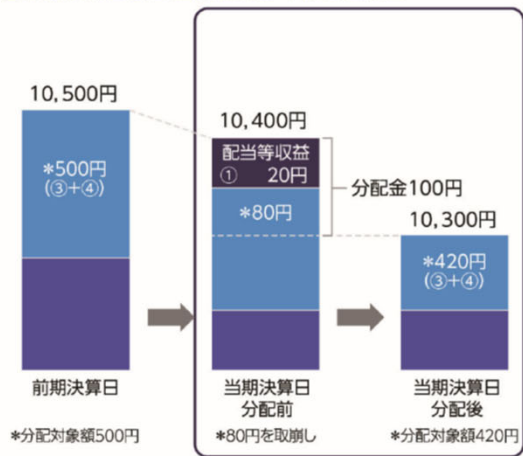 10,500円
*500円
(③+④)
前期決算日
*分配対象額500円
10,400円
配当等収益
① 20円
*80円
分配金100円
当期決算日
分配前
*80円を取崩し
10,300円
*420円
(③+④)
当期決算日
分配後
*分配対象額420円